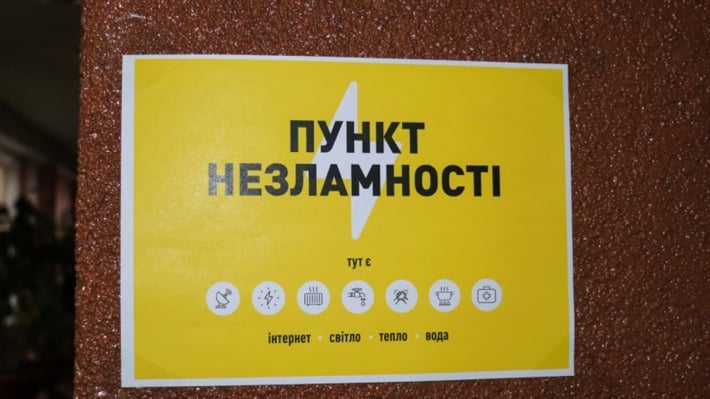 ПУНКТ
НЕЗЛАМНОСТІ
тут є
інтернет • світло • тепло • вода